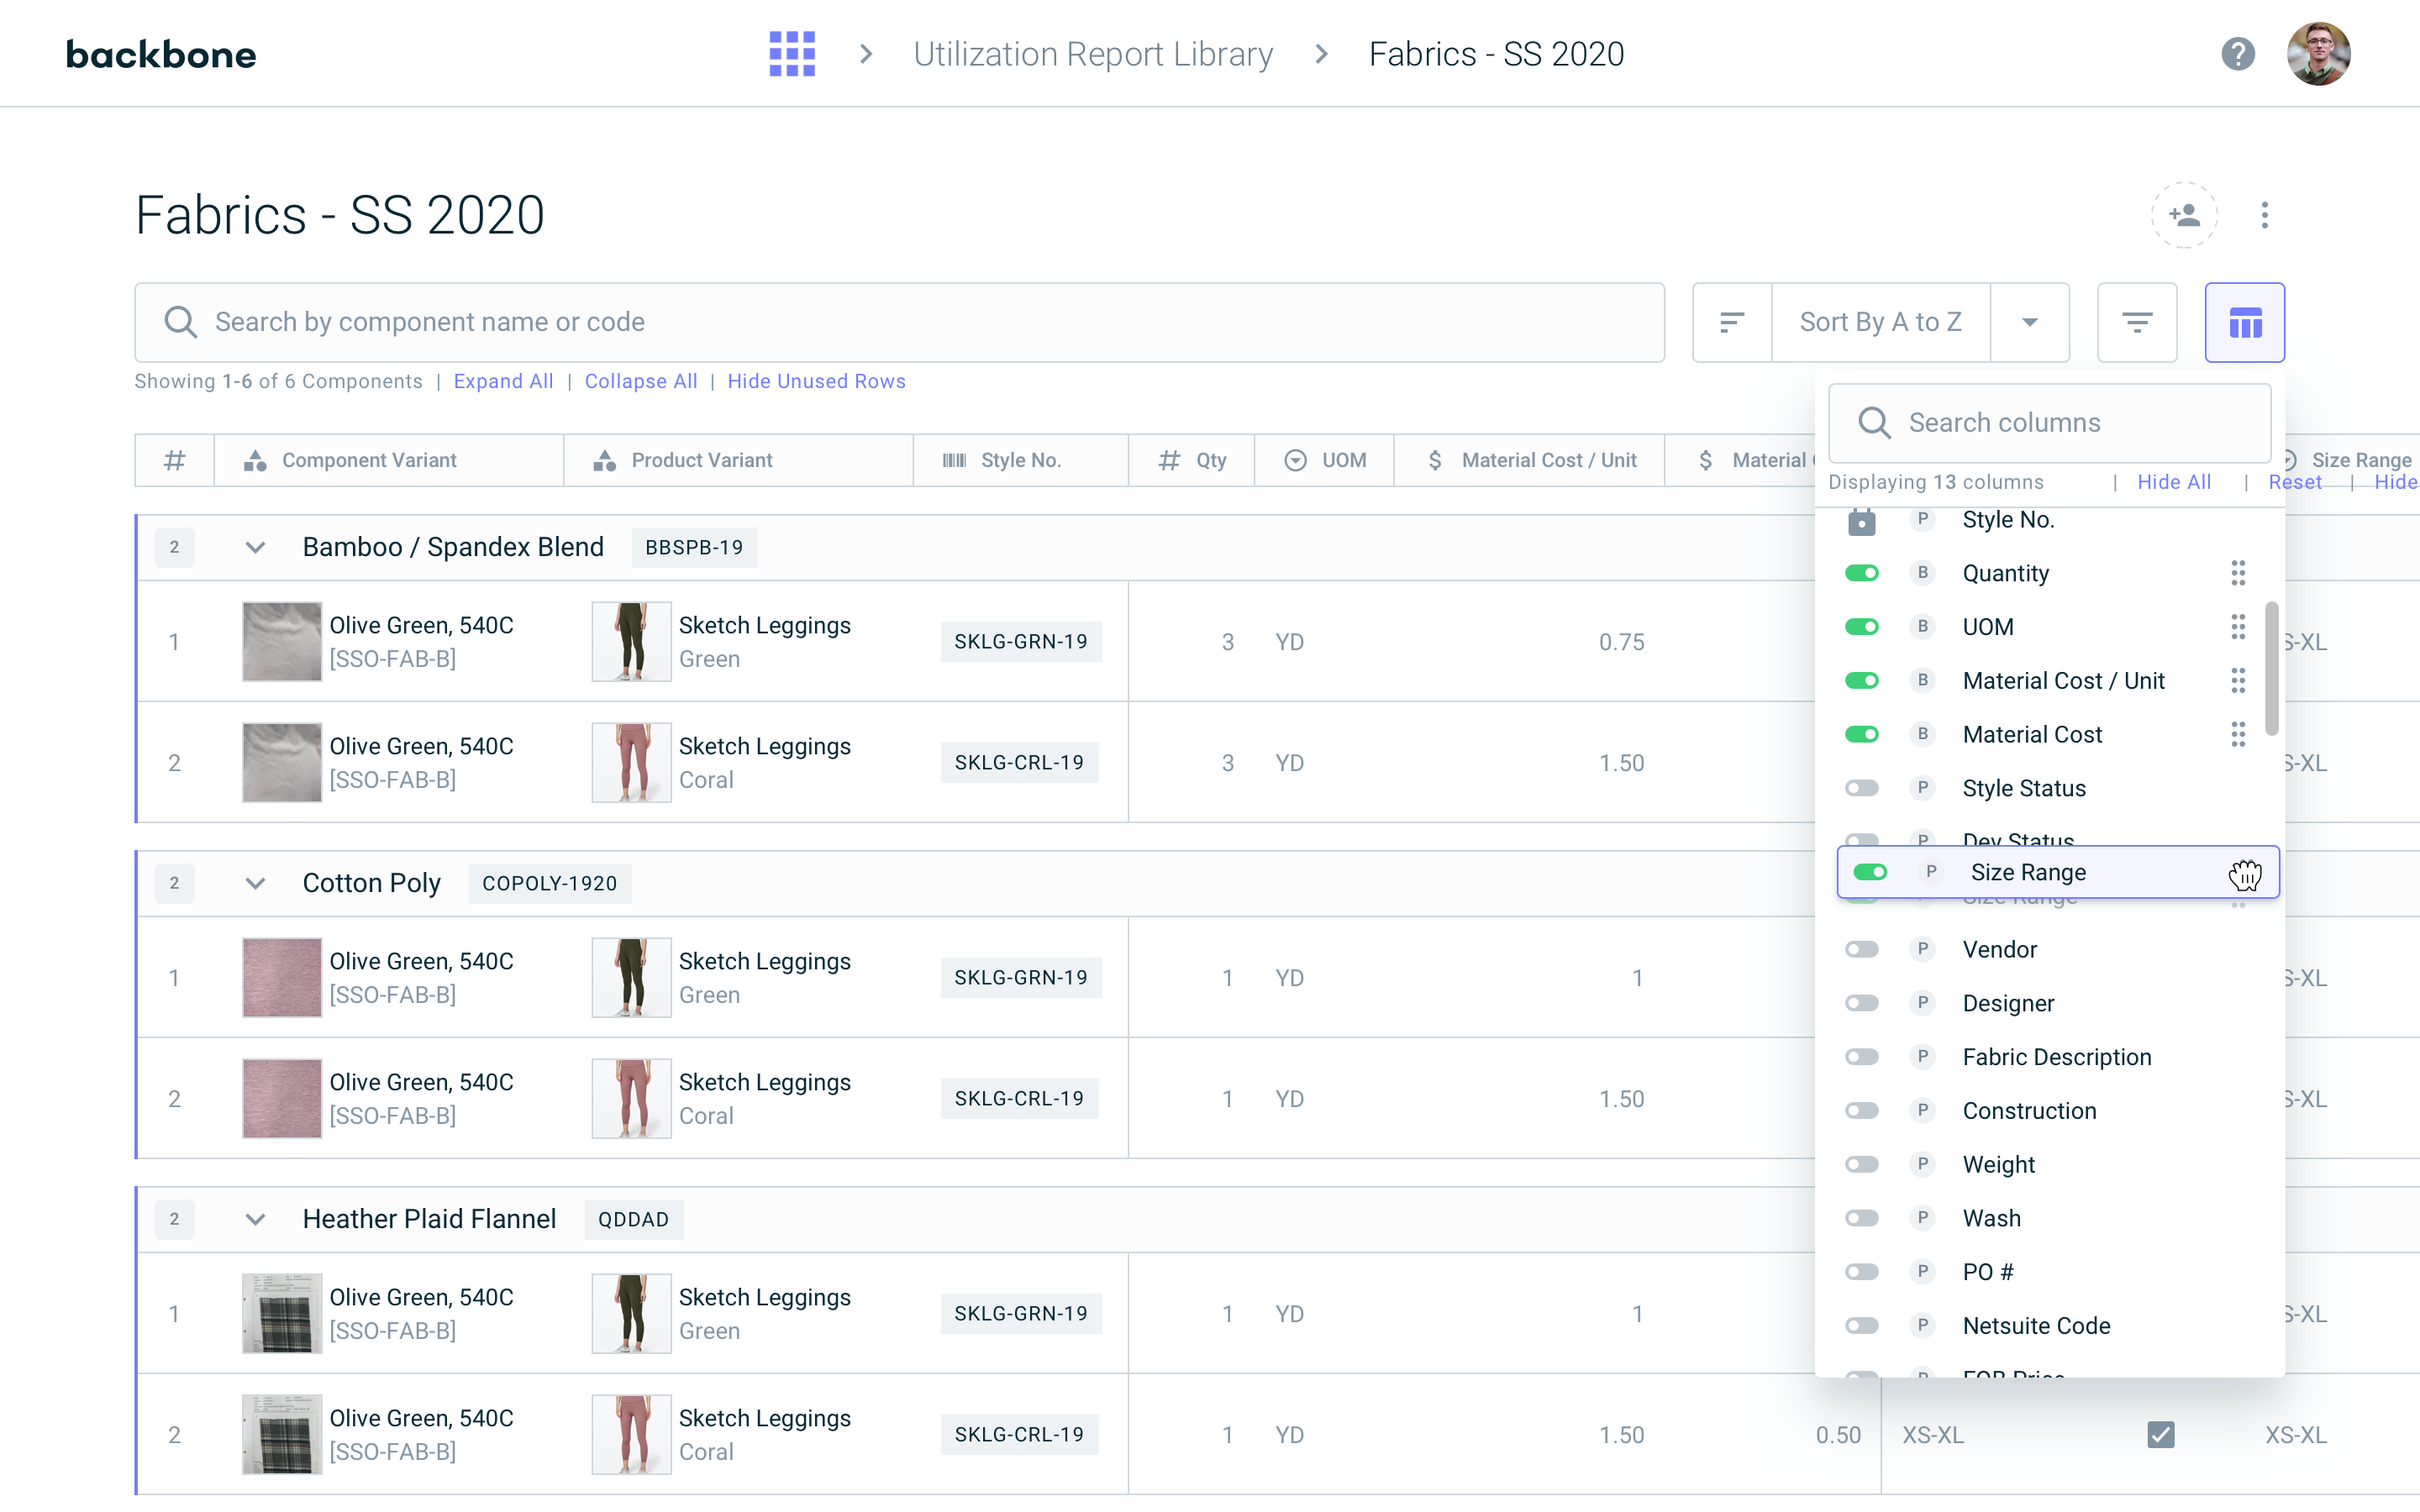 backbone
Utilization Report Library
Fabrics - SS 2020
Fabrics - SS 2020
Search by component name or code
Sort By A to Z
Showing 1-6 of 6 Components | Expand All | Collapse All | Hide Unused Rows
Search columns
Displaying 13 columns | Hide All | Reset | Hide
# Component Variant Product Variant Style No. # Qty UOM $ Material Cost / Unit $ Material Size Range
P Style No.
B Quantity
B UOM
B Material Cost / Unit
B Material Cost
P Style Status
P Dev Status
P Size Range
Size Range
P Vendor
P Designer
P Fabric Description
P Construction
P Weight
P Wash
P PO #
P Netsuite Code
P FOB Price
2 Bamboo / Spandex Blend BBSPB-19
1 Olive Green, 540C Sketch Leggings SKLG-GRN-19 3 YD 0.75 S-XL
[SSO-FAB-B] Green
2 Olive Green, 540C Sketch Leggings SKLG-CRL-19 3 YD 1.50 S-XL
[SSO-FAB-B] Coral
2 Cotton Poly COPOLY-1920
1 Olive Green, 540C Sketch Leggings SKLG-GRN-19 1 YD 1 S-XL
[SSO-FAB-B] Green
2 Olive Green, 540C Sketch Leggings SKLG-CRL-19 1 YD 1.50 S-XL
[SSO-FAB-B] Coral
2 Heather Plaid Flannel QDDAD
1 Olive Green, 540C Sketch Leggings SKLG-GRN-19 1 YD 1 S-XL
[SSO-FAB-B] Green
2 Olive Green, 540C Sketch Leggings SKLG-CRL-19 1 YD 1.50 0.50 XS-XL XS-XL
[SSO-FAB-B] Coral